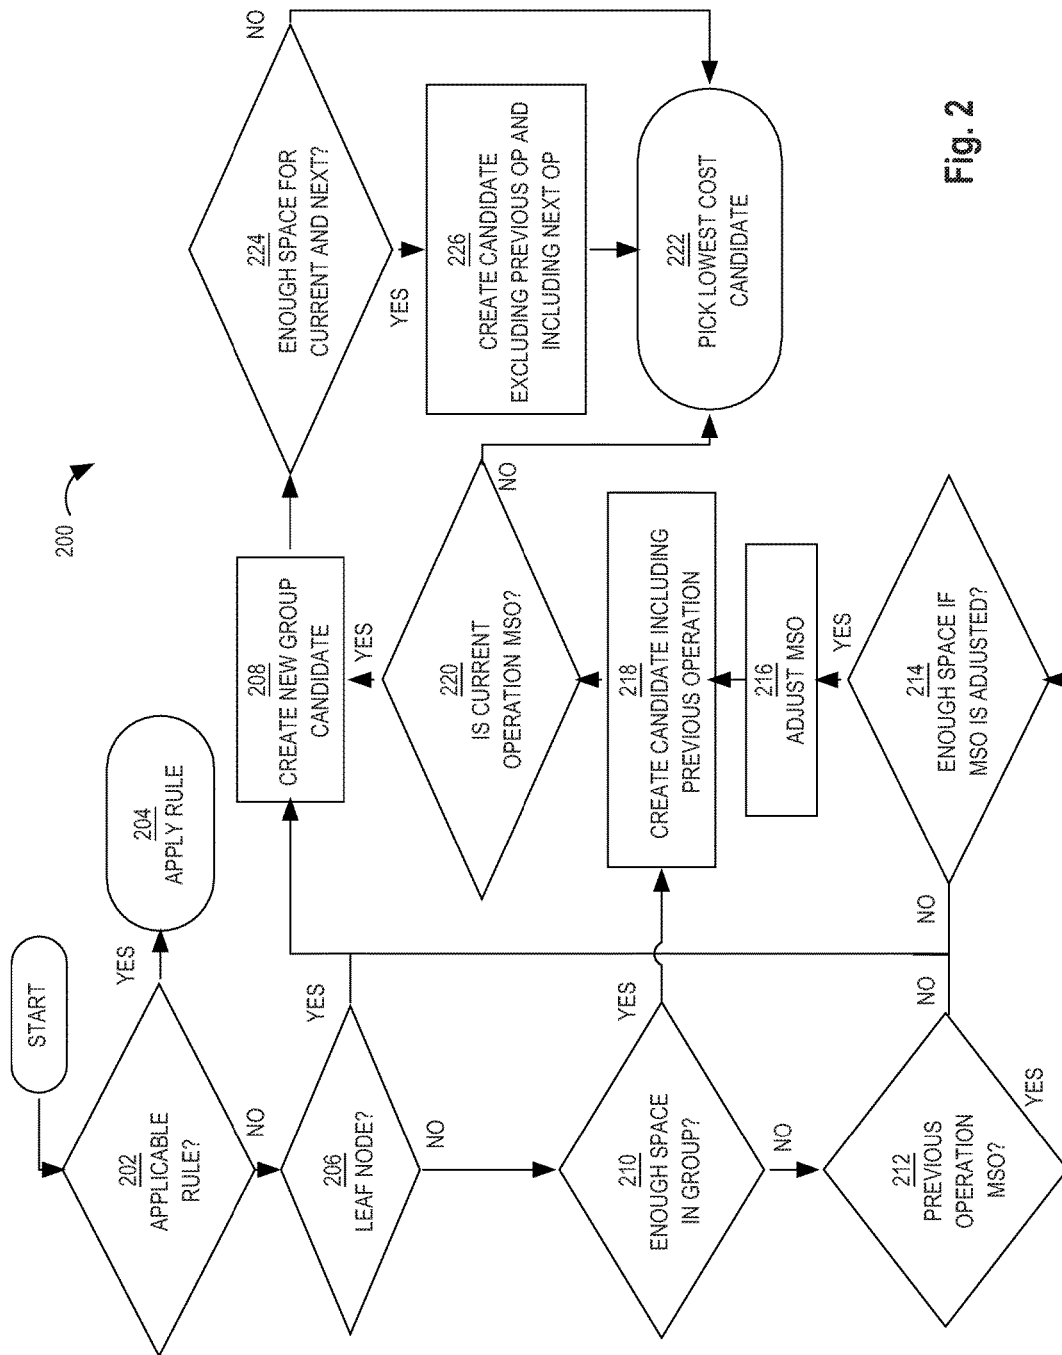 200
START
202
APPLICABLE
RULE?
YES
204
APPLY RULE
NO
206
LEAF NODE?
YES
NO
208
CREATE NEW GROUP
CANDIDATE
210
ENOUGH SPACE
IN GROUP?
YES
NO
212
PREVIOUS
OPERATION
MSO?
NO
YES
214
ENOUGH SPACE IF
MSO IS ADJUSTED?
NO
YES
216
ADJUST MSO
218
CREATE CANDIDATE INCLUDING
PREVIOUS OPERATION
220
IS CURRENT
OPERATION MSO?
YES
NO
224
ENOUGH SPACE FOR
CURRENT AND NEXT?
NO
YES
226
CREATE CANDIDATE
EXCLUDING PREVIOUS OP AND
INCLUDING NEXT OP
222
PICK LOWEST COST
CANDIDATE
Fig. 2